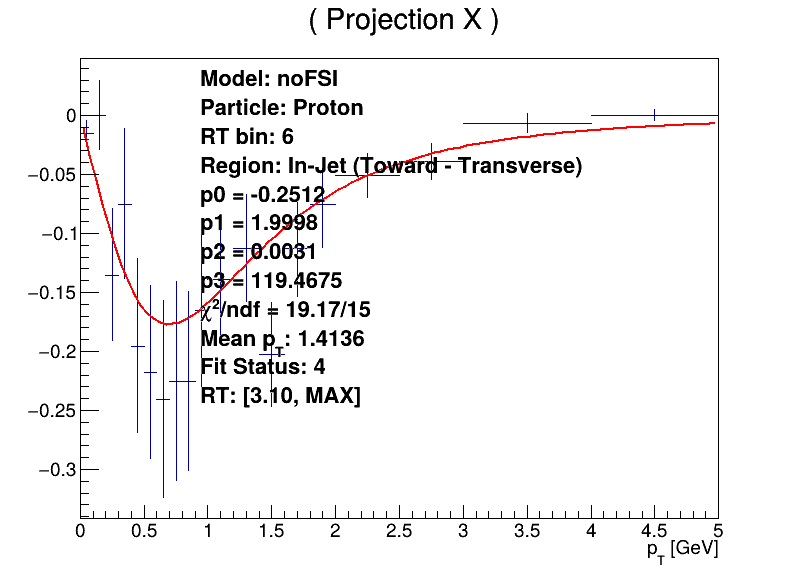 ( Projection X )
Model: noFSI
Particle: Proton
RT bin: 6
Region: In-Jet (Toward - Transverse)
p0 = -0.2512
p1 = 1.9998
p2 = 0.0031
p3 = 119.4675
χ²/ndf = 19.17/15
Mean p_T: 1.4136
Fit Status: 4
RT: [3.10, MAX]
0
−0.05
−0.1
−0.15
−0.2
−0.25
−0.3
0 0.5 1 1.5 2 2.5 3 3.5 4 4.5 5
p_T [GeV]